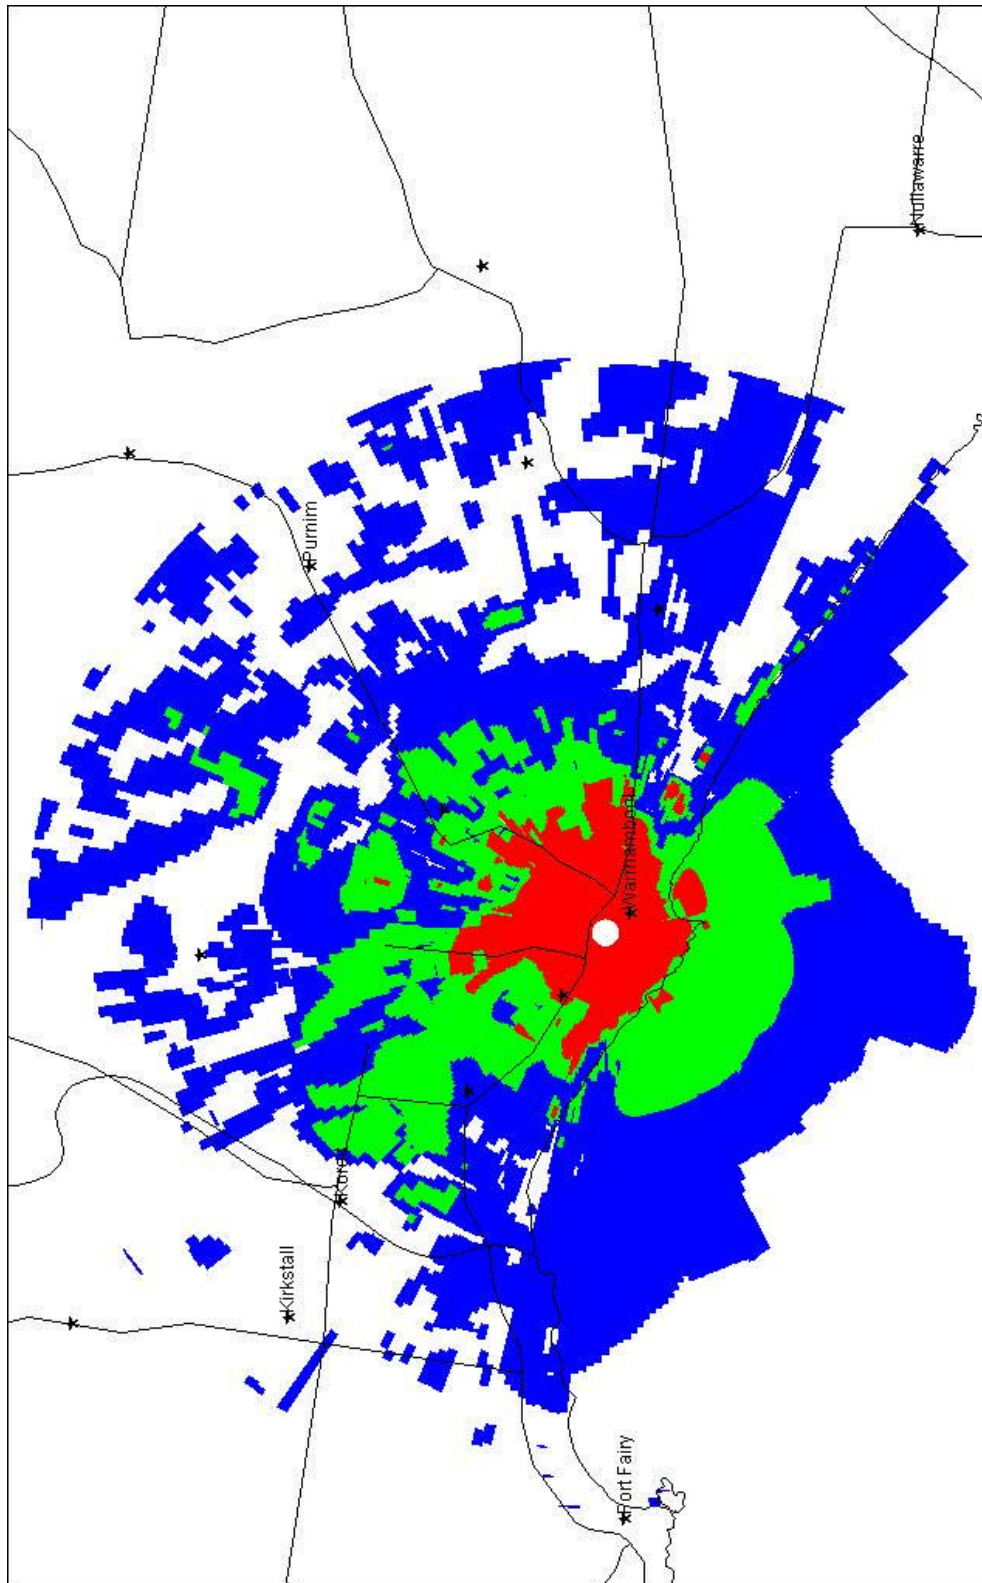 Nullawarre
Purnim
Warrnambool
Koroit
Kirkstall
Port Fairy